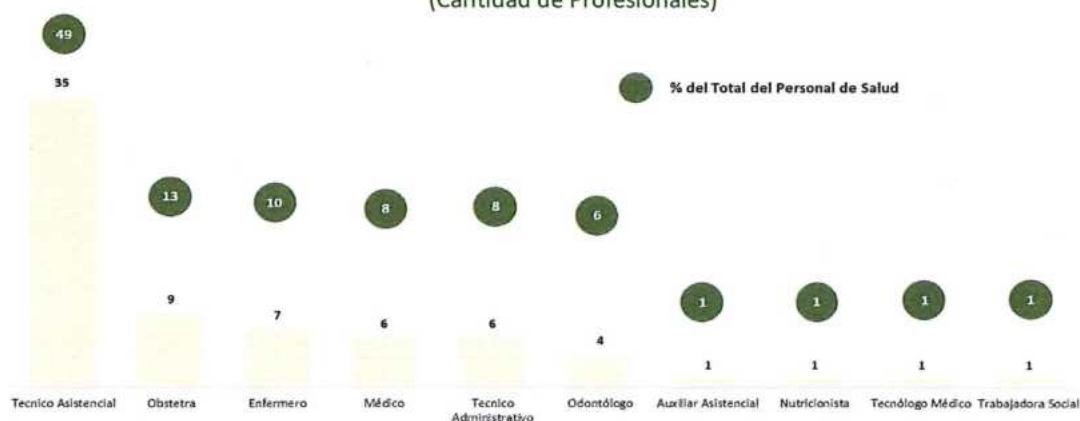 (Cantidad de Profesionales)
49
35
% del Total del Personal de Salud
13
10
8
8
6
9
7
6
6
4
1
1
1
1
1
1
1
1
Tecnico Asistencial
Obstetra
Enfermero
Médico
Tecnico
Administrativo
Odontólogo
Auxiliar Asistencial
Nutricionista
Tecnólogo Médico
Trabajadora Social